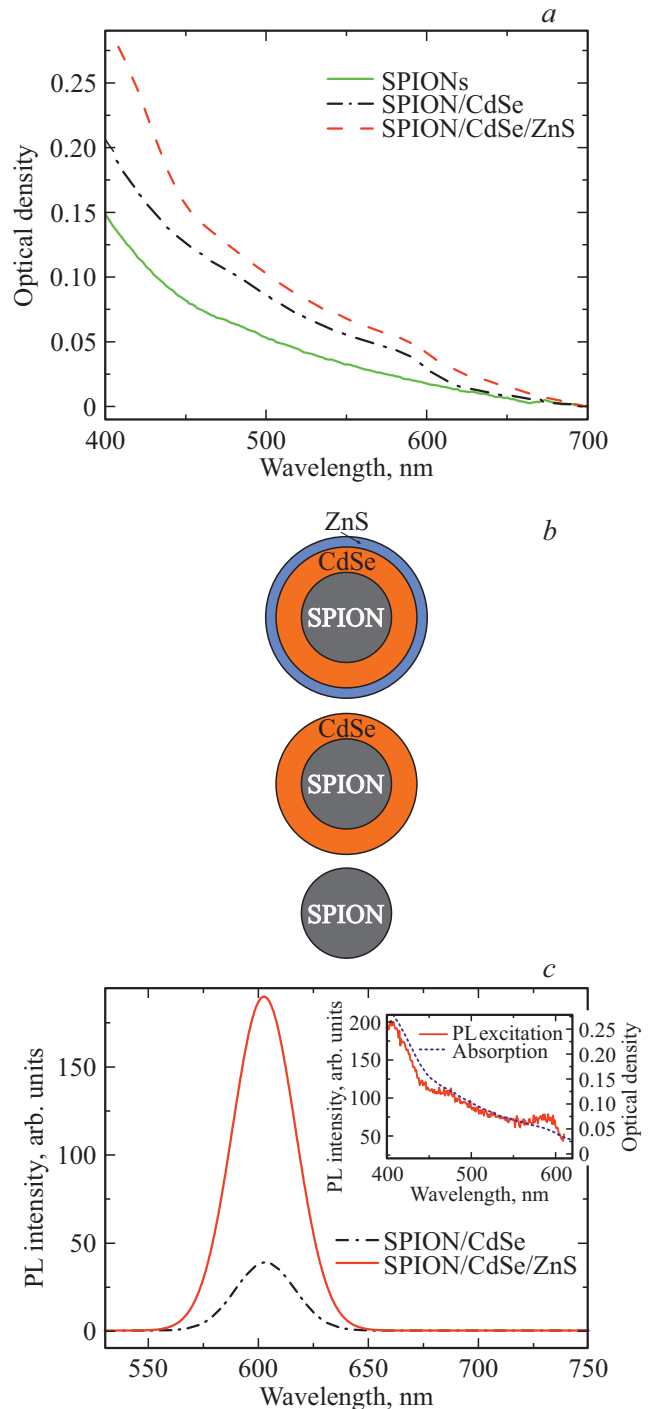 a
0.25
0.20
0.15
0.10
0.05
0
Optical density
SPIONs
SPION/CdSe
SPION/CdSe/ZnS
400 500 600 700
Wavelength, nm
b
ZnS
CdSe
SPION
CdSe
SPION
SPION
c
150
100
50
0
PL intensity, arb. units
200
150
100
50
PL intensity, arb. units
PL excitation
Absorption
0.25
0.20
0.15
0.10
0.05
0
Optical density
400 500 600
Wavelength, nm
SPION/CdSe
SPION/CdSe/ZnS
550 600 650 700 750
Wavelength, nm